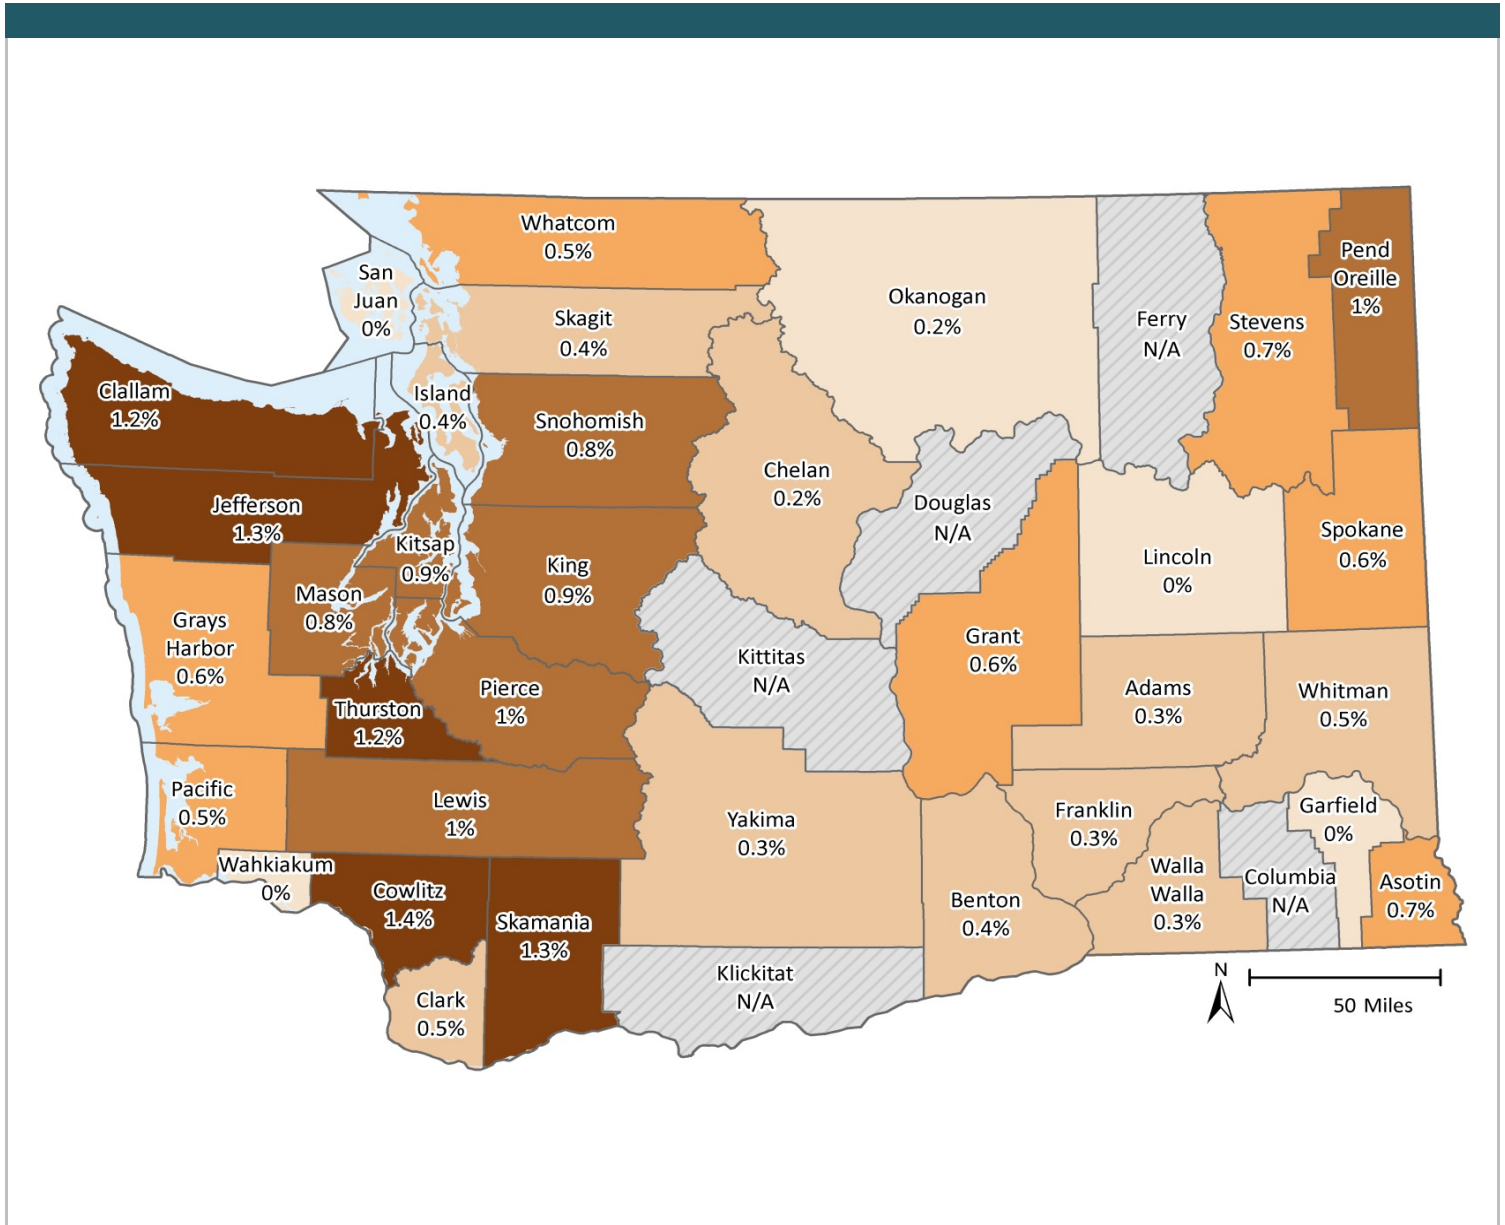 Whatcom
0.5%
San
Juan
0%
Skagit
0.4%
Okanogan
0.2%
Ferry
N/A
Stevens
0.7%
Pend
Oreille
1%
Clallam
1.2%
Island
0.4%
Snohomish
0.8%
Chelan
0.2%
Douglas
N/A
Jefferson
1.3%
Kitsap
0.9%
King
0.9%
Lincoln
0%
Spokane
0.6%
Mason
0.8%
Grays
Harbor
0.6%
Kittitas
N/A
Grant
0.6%
Adams
0.3%
Whitman
0.5%
Thurston
1.2%
Pierce
1%
Pacific
0.5%
Lewis
1%
Yakima
0.3%
Franklin
0.3%
Garfield
0%
Wahkiakum
0%
Cowlitz
1.4%
Skamania
1.3%
Benton
0.4%
Walla
Walla
0.3%
Columbia
N/A
Asotin
0.7%
Clark
0.5%
Klickitat
N/A
N
50 Miles